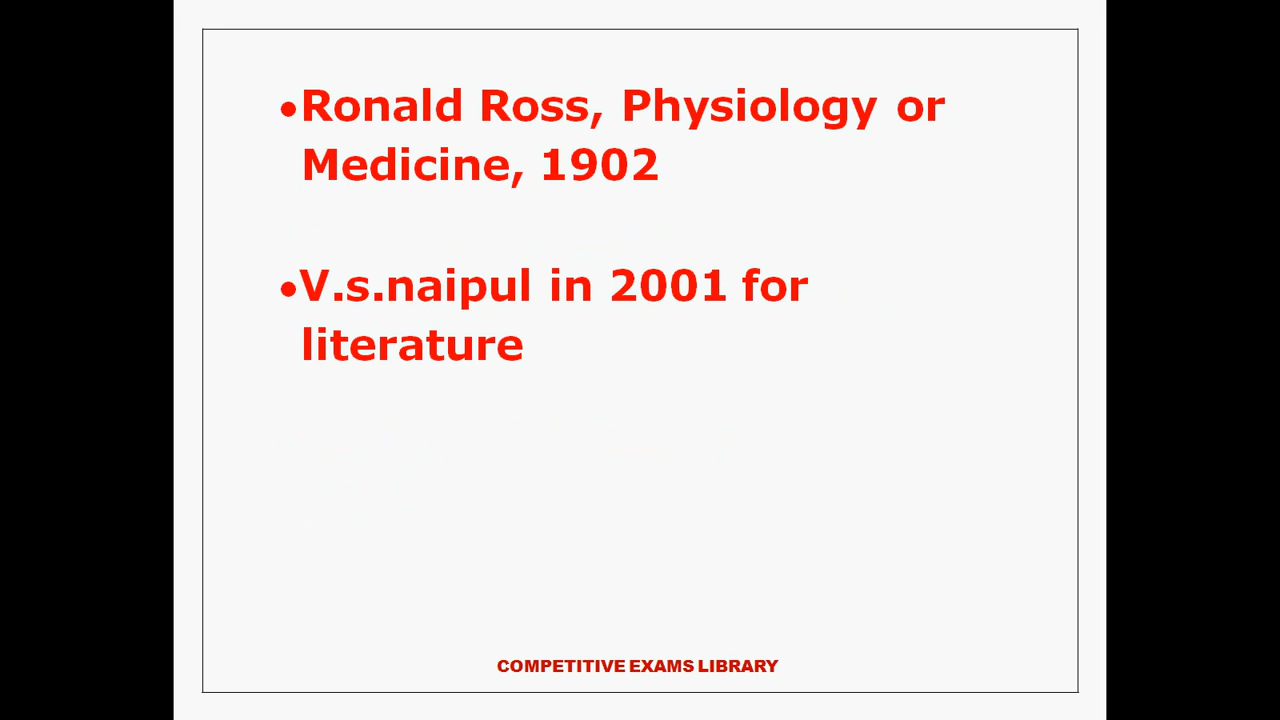 •Ronald Ross, Physiology or
Medicine, 1902
•V.s.naipul in 2001 for
literature
COMPETITIVE EXAMS LIBRARY